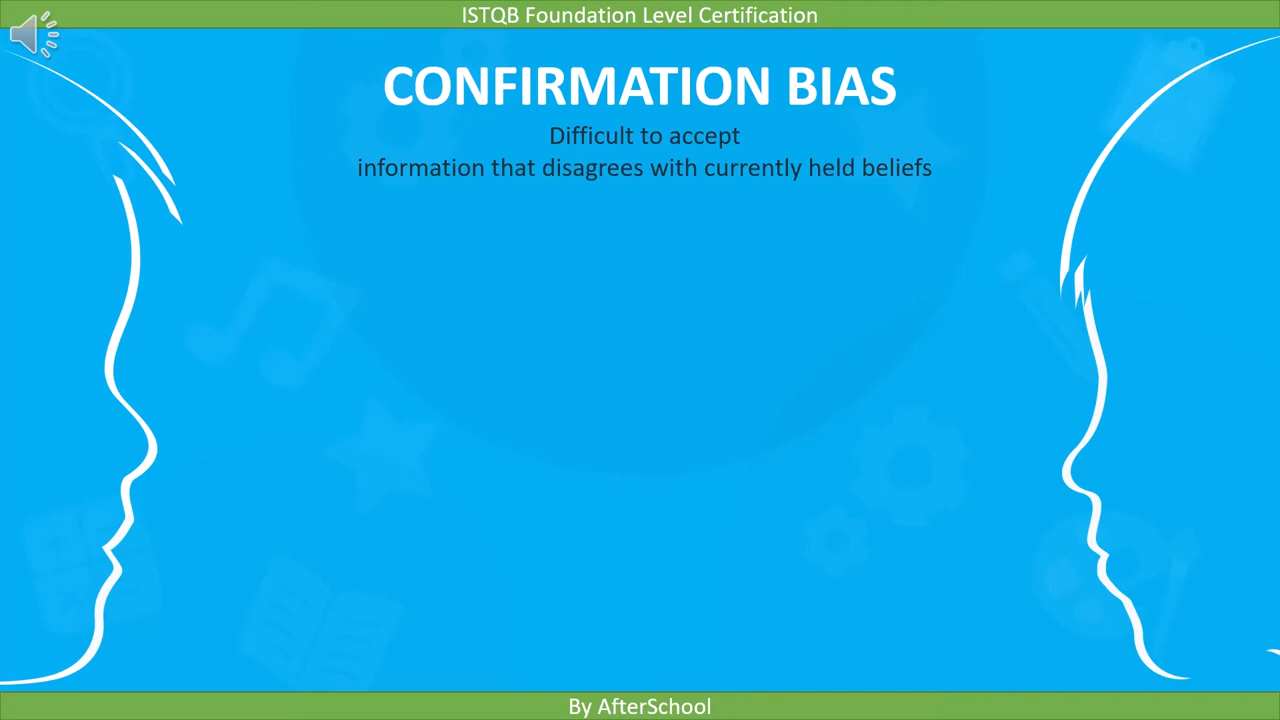 ISTQB Foundation Level Certification
CONFIRMATION BIAS
Difficult to accept
information that disagrees with currently held beliefs
By AfterSchool